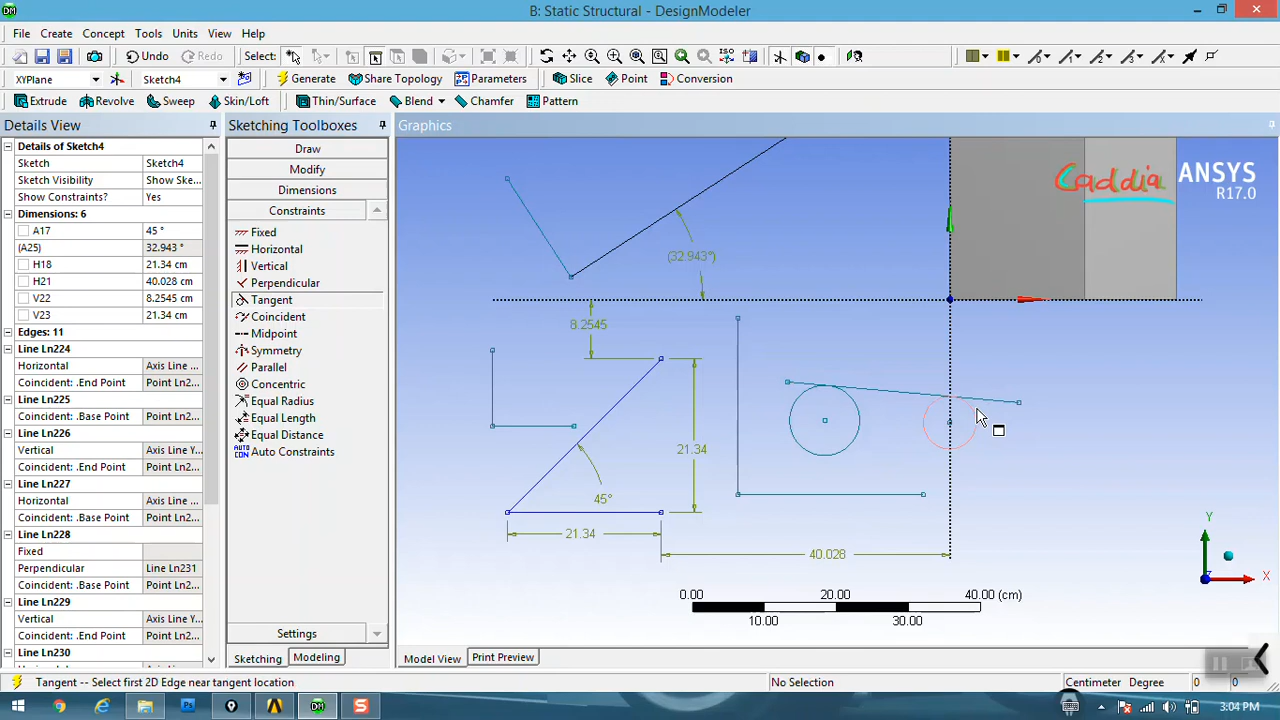 B: Static Structural - DesignModeler
File Create Concept Tools Units View Help
Undo Redo Select:
XYPlane Sketch4 Generate Share Topology Parameters Slice Point Conversion
Extrude Revolve Sweep Skin/Loft Thin/Surface Blend Chamfer Pattern
Details View
Details of Sketch4
Sketch Sketch4
Sketch Visibility Show Ske...
Show Constraints? Yes
Dimensions: 6
A17 45 °
(A25) 32.943 °
H18 21.34 cm
H21 40.028 cm
V22 8.2545 cm
V23 21.34 cm
Edges: 11
Line Ln224
Horizontal Axis Line ...
Coincident: .End Point Point Ln2...
Line Ln225
Coincident: .Base Point Point Ln2...
Line Ln226
Vertical Axis Line Y...
Coincident: .End Point Point Ln2...
Line Ln227
Horizontal Axis Line ...
Coincident: .Base Point Point Ln2...
Line Ln228
Fixed
Perpendicular Line Ln231
Coincident: .Base Point Point Ln2...
Line Ln229
Vertical Axis Line Y...
Coincident: .End Point Point Ln2...
Line Ln230
Sketching Toolboxes
Draw
Modify
Dimensions
Constraints
Fixed
Horizontal
Vertical
Perpendicular
Tangent
Coincident
Midpoint
Symmetry
Parallel
Concentric
Equal Radius
Equal Length
Equal Distance
AUTO CON Auto Constraints
Settings
Sketching Modeling
Graphics
Caddia ANSYS
R17.0
(32.943°)
8.2545
21.34
45°
21.34
40.028
0.00 20.00 40.00 (cm)
10.00 30.00
Y
X
Z
Model View Print Preview
Tangent -- Select first 2D Edge near tangent location No Selection Centimeter Degree 0 0
3:04 PM